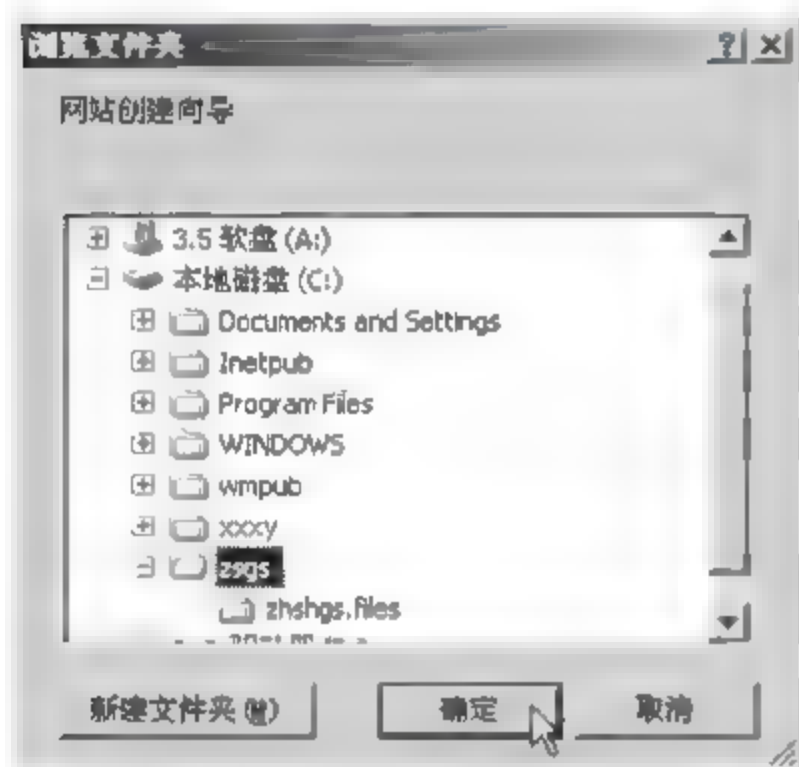 浏览文件夹
网站创建向导
3.5 软盘 (A:)
本地磁盘 (C:)
Documents and Settings
Inetpub
Program Files
WINDOWS
wmpub
xxxy
zsgs
zhshgs.files
新建文件夹(M) 确定 取消